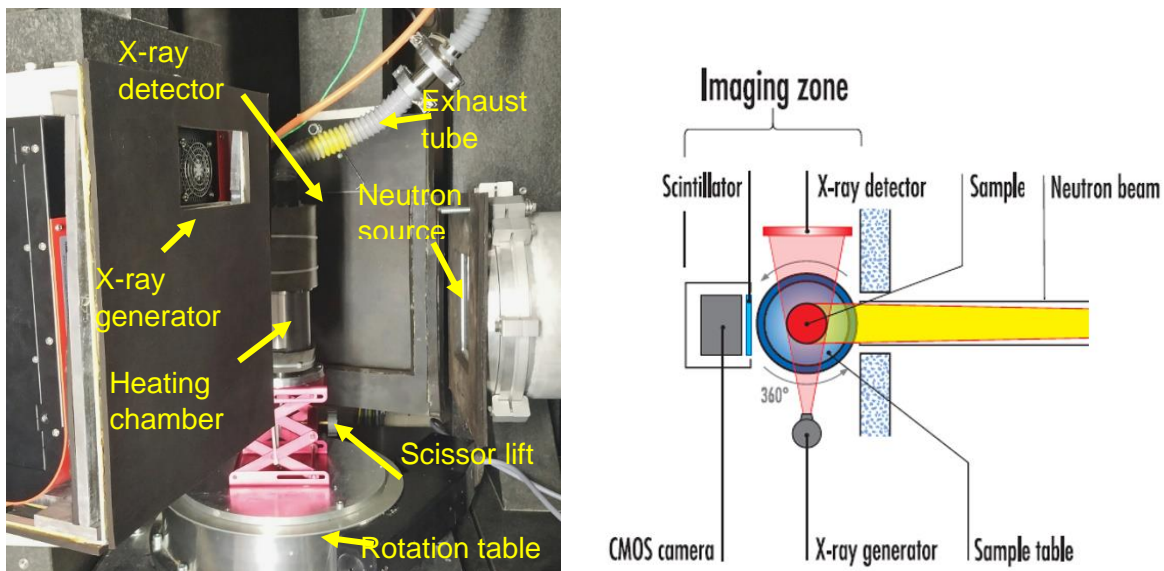 X-ray
detector
Exhaust
tube
Neutron
source
X-ray
generator
Heating
chamber
Scissor lift
Rotation table
Imaging zone
Scintillator
X-ray detector
Sample
Neutron beam
360°
CMOS camera
X-ray generator
Sample table